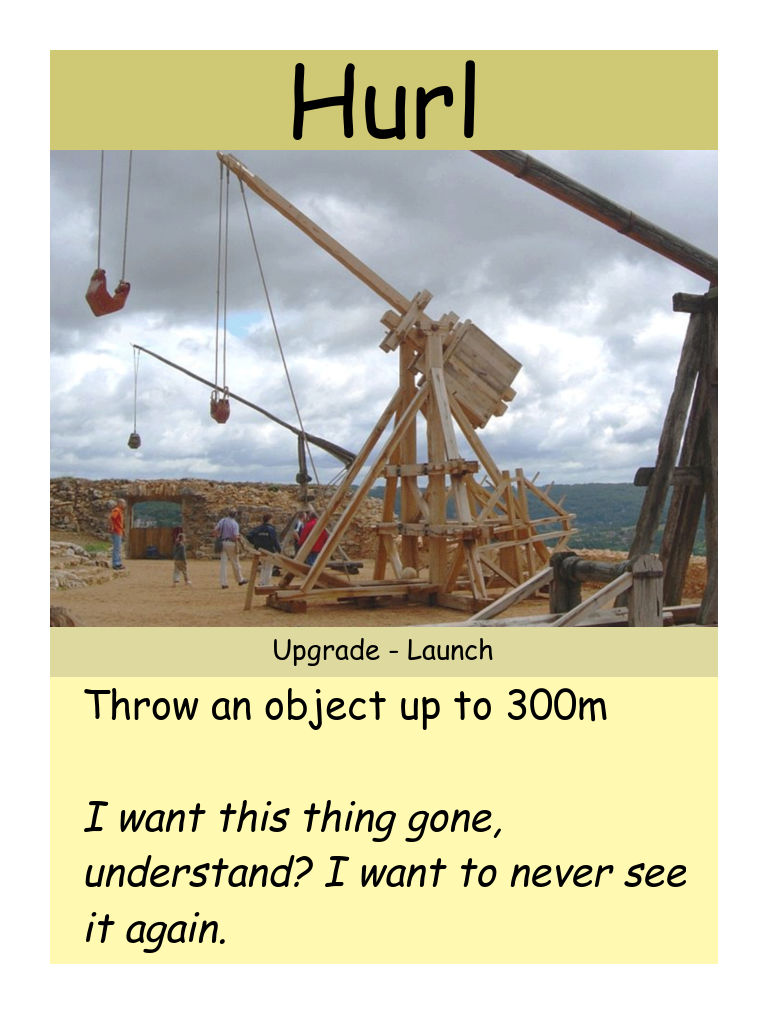 Hurl
Upgrade - Launch
Throw an object up to 300m
I want this thing gone,
understand? I want to never see
it again.